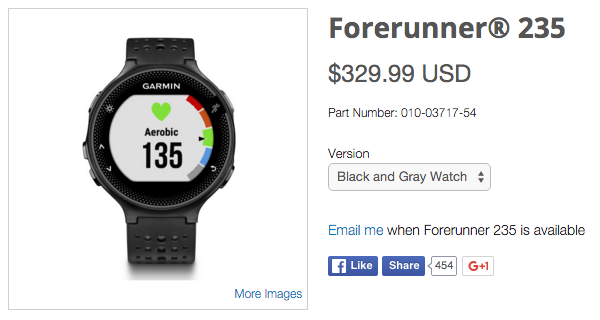 GARMIN
Aerobic
135
More Images
Forerunner® 235
$329.99 USD
Part Number: 010-03717-54
Version
Black and Gray Watch
Email me when Forerunner 235 is available
Like
Share
454
G+1